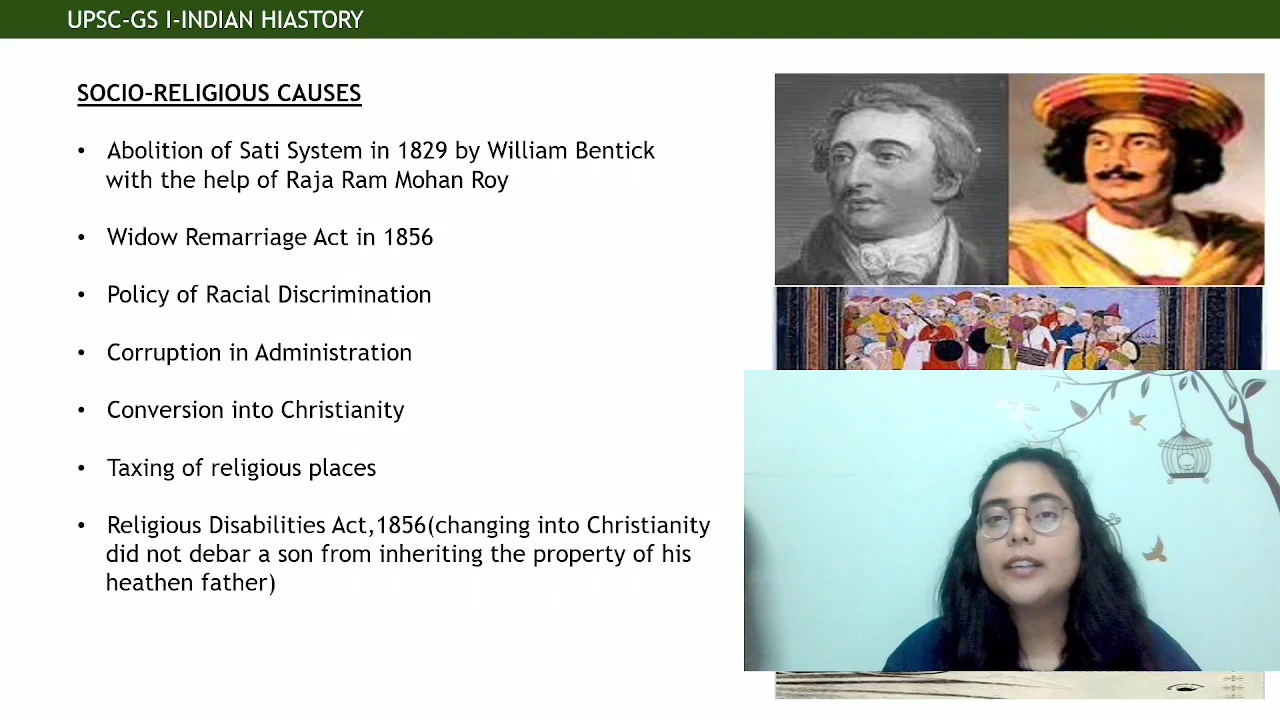 UPSC-GS I-INDIAN HIASTORY
SOCIO-RELIGIOUS CAUSES
• Abolition of Sati System in 1829 by William Bentick
with the help of Raja Ram Mohan Roy
• Widow Remarriage Act in 1856
• Policy of Racial Discrimination
• Corruption in Administration
• Conversion into Christianity
• Taxing of religious places
• Religious Disabilities Act,1856(changing into Christianity
did not debar a son from inheriting the property of his
heathen father)